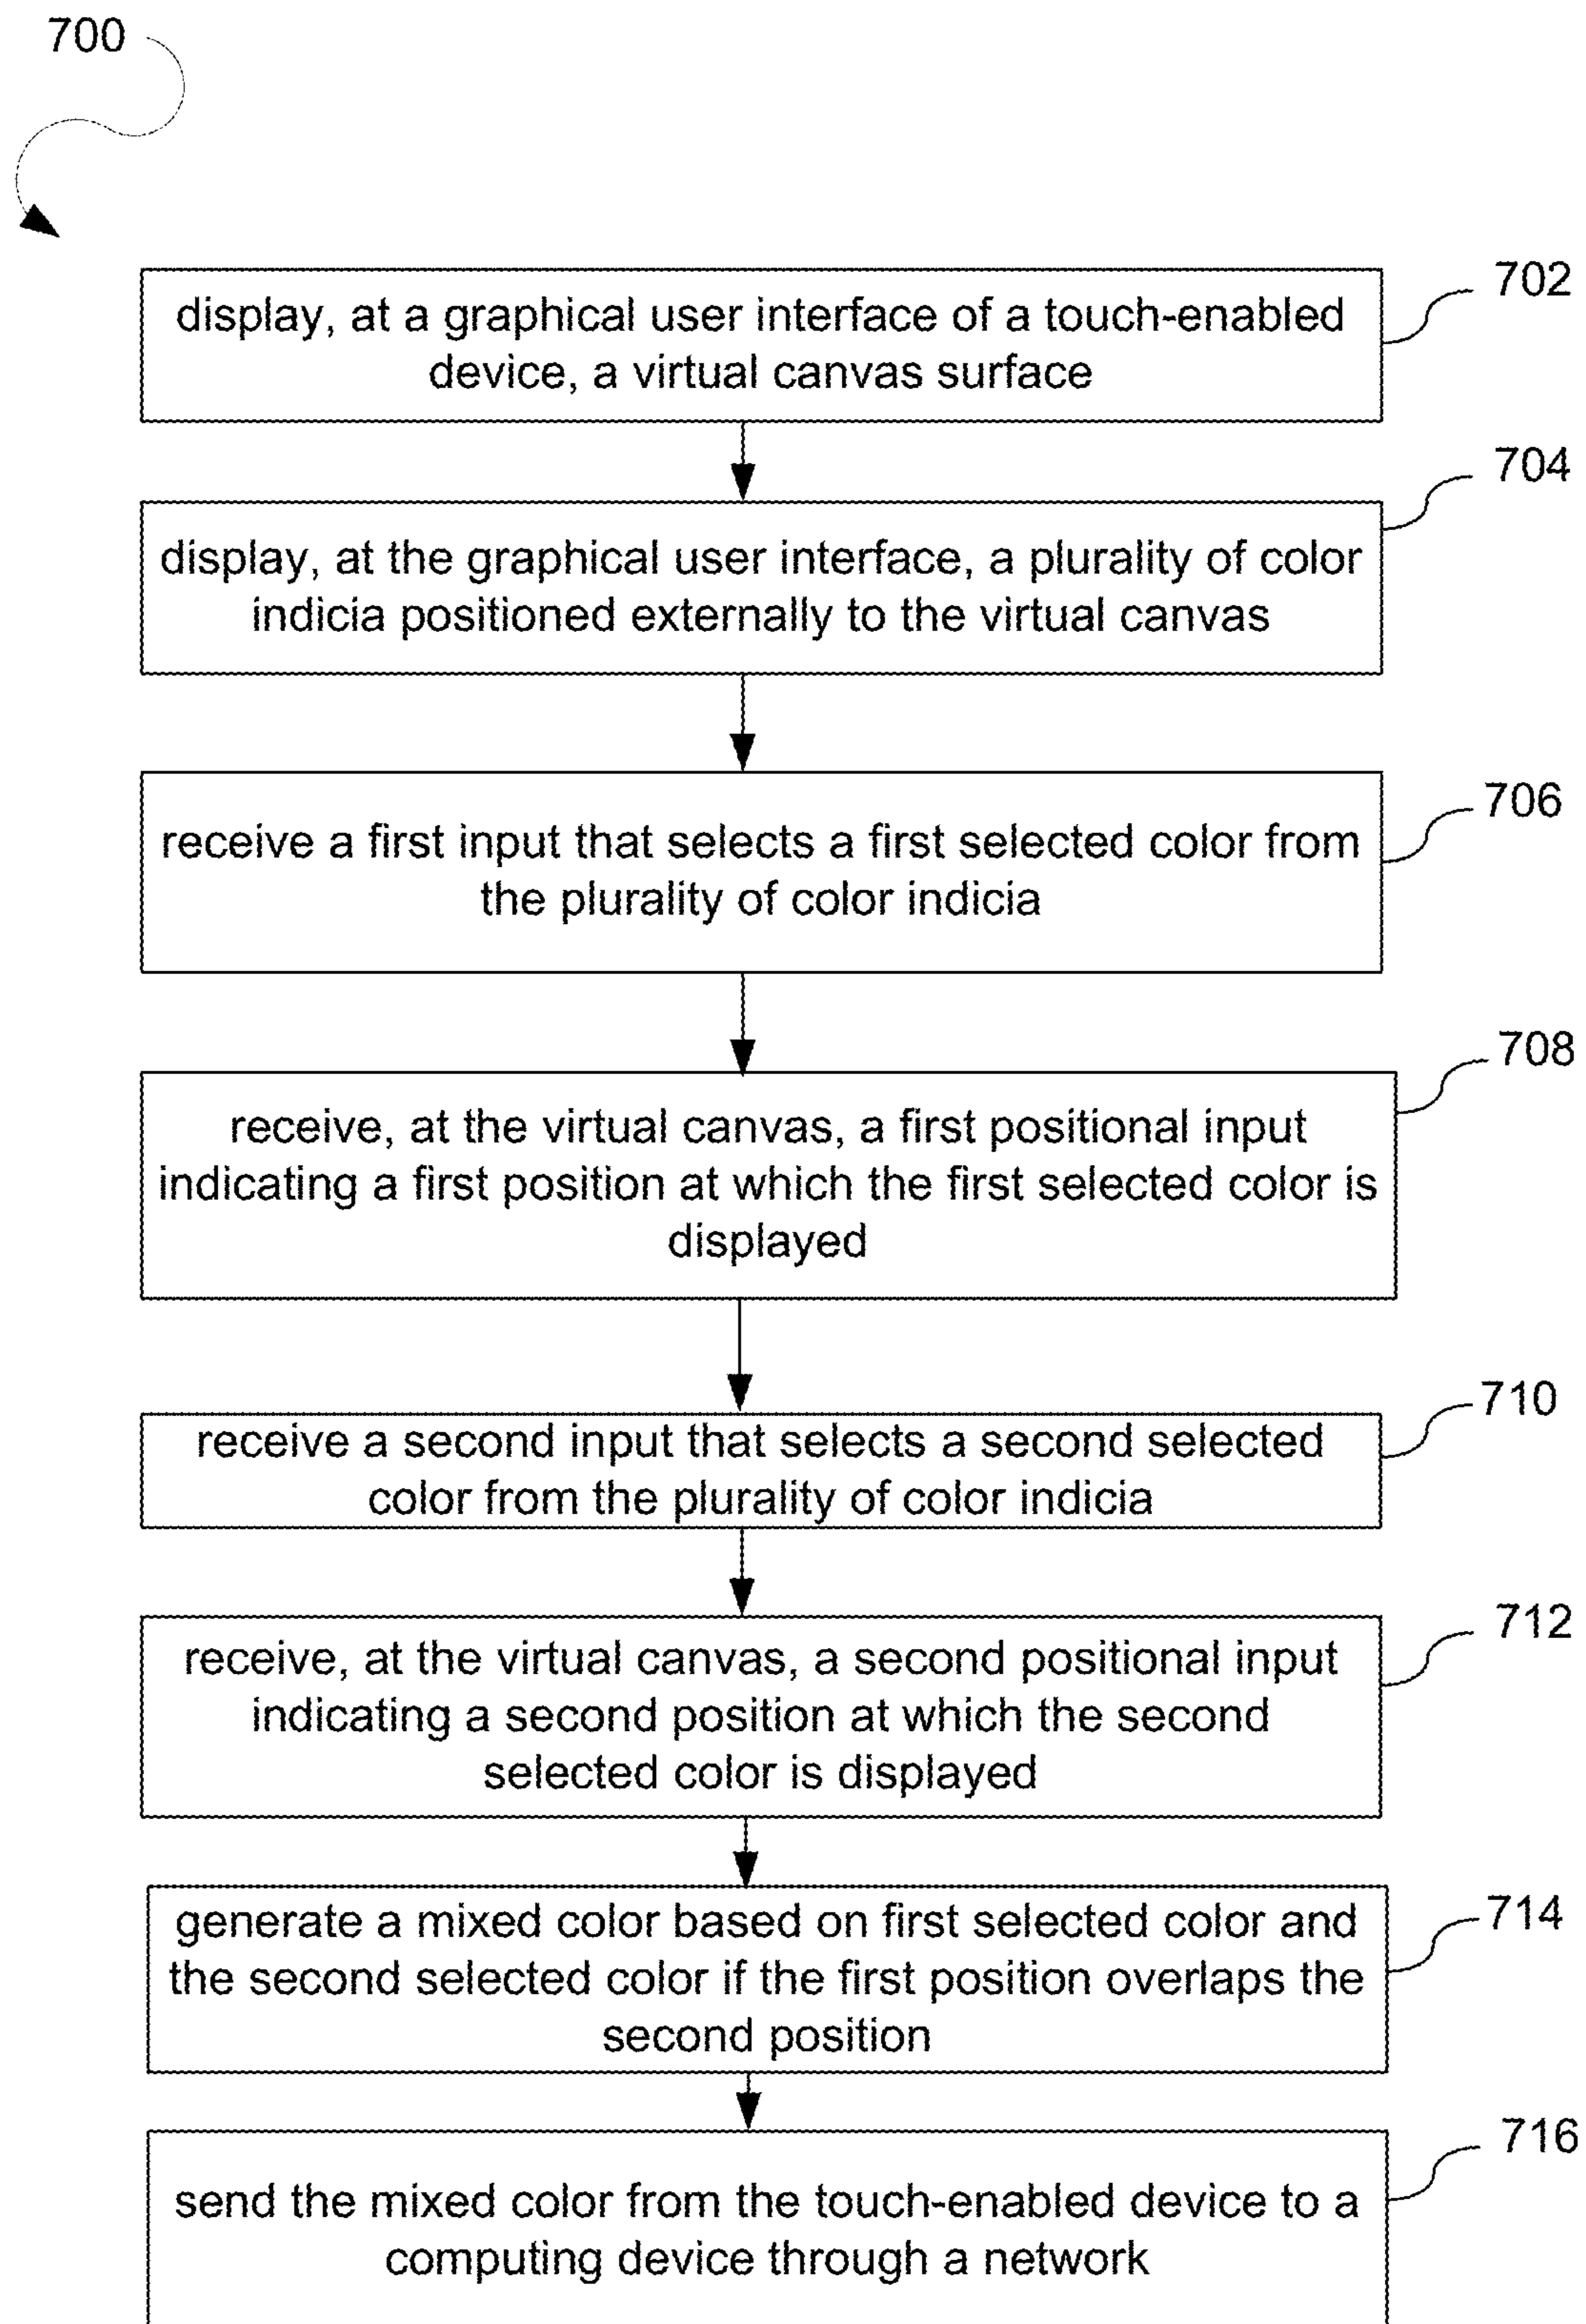 700
702
display, at a graphical user interface of a touch-enabled
device, a virtual canvas surface
704
display, at the graphical user interface, a plurality of color
indicia positioned externally to the virtual canvas
706
receive a first input that selects a first selected color from
the plurality of color indicia
708
receive, at the virtual canvas, a first positional input
indicating a first position at which the first selected color is
displayed
710
receive a second input that selects a second selected
color from the plurality of color indicia
712
receive, at the virtual canvas, a second positional input
indicating a second position at which the second
selected color is displayed
714
generate a mixed color based on first selected color and
the second selected color if the first position overlaps the
second position
716
send the mixed color from the touch-enabled device to a
computing device through a network